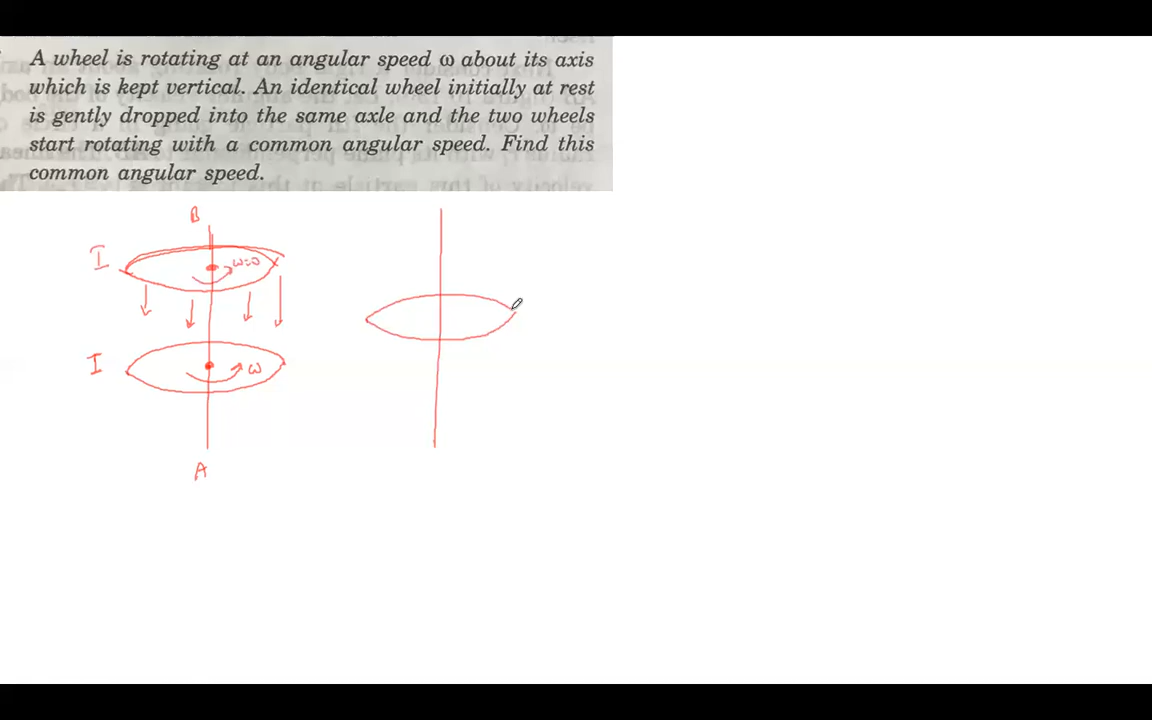 A wheel is rotating at an angular speed ω about its axis
which is kept vertical. An identical wheel initially at rest
is gently dropped into the same axle and the two wheels
start rotating with a common angular speed. Find this
common angular speed.
B
I
ω=0
I
ω
A